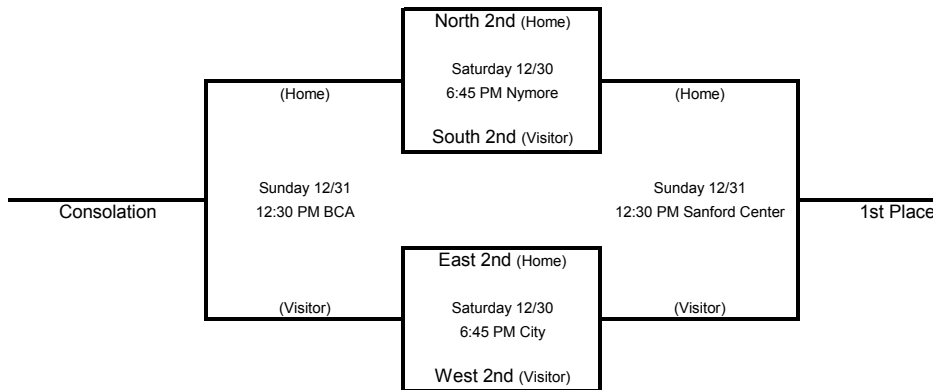 North 2nd (Home)
Saturday 12/30
6:45 PM Nymore
(Home)
(Home)
South 2nd (Visitor)
Sunday 12/31
Sunday 12/31
12:30 PM BCA
12:30 PM Sanford Center
Consolation
1st Place
East 2nd (Home)
Saturday 12/30
6:45 PM City
(Visitor)
(Visitor)
West 2nd (Visitor)